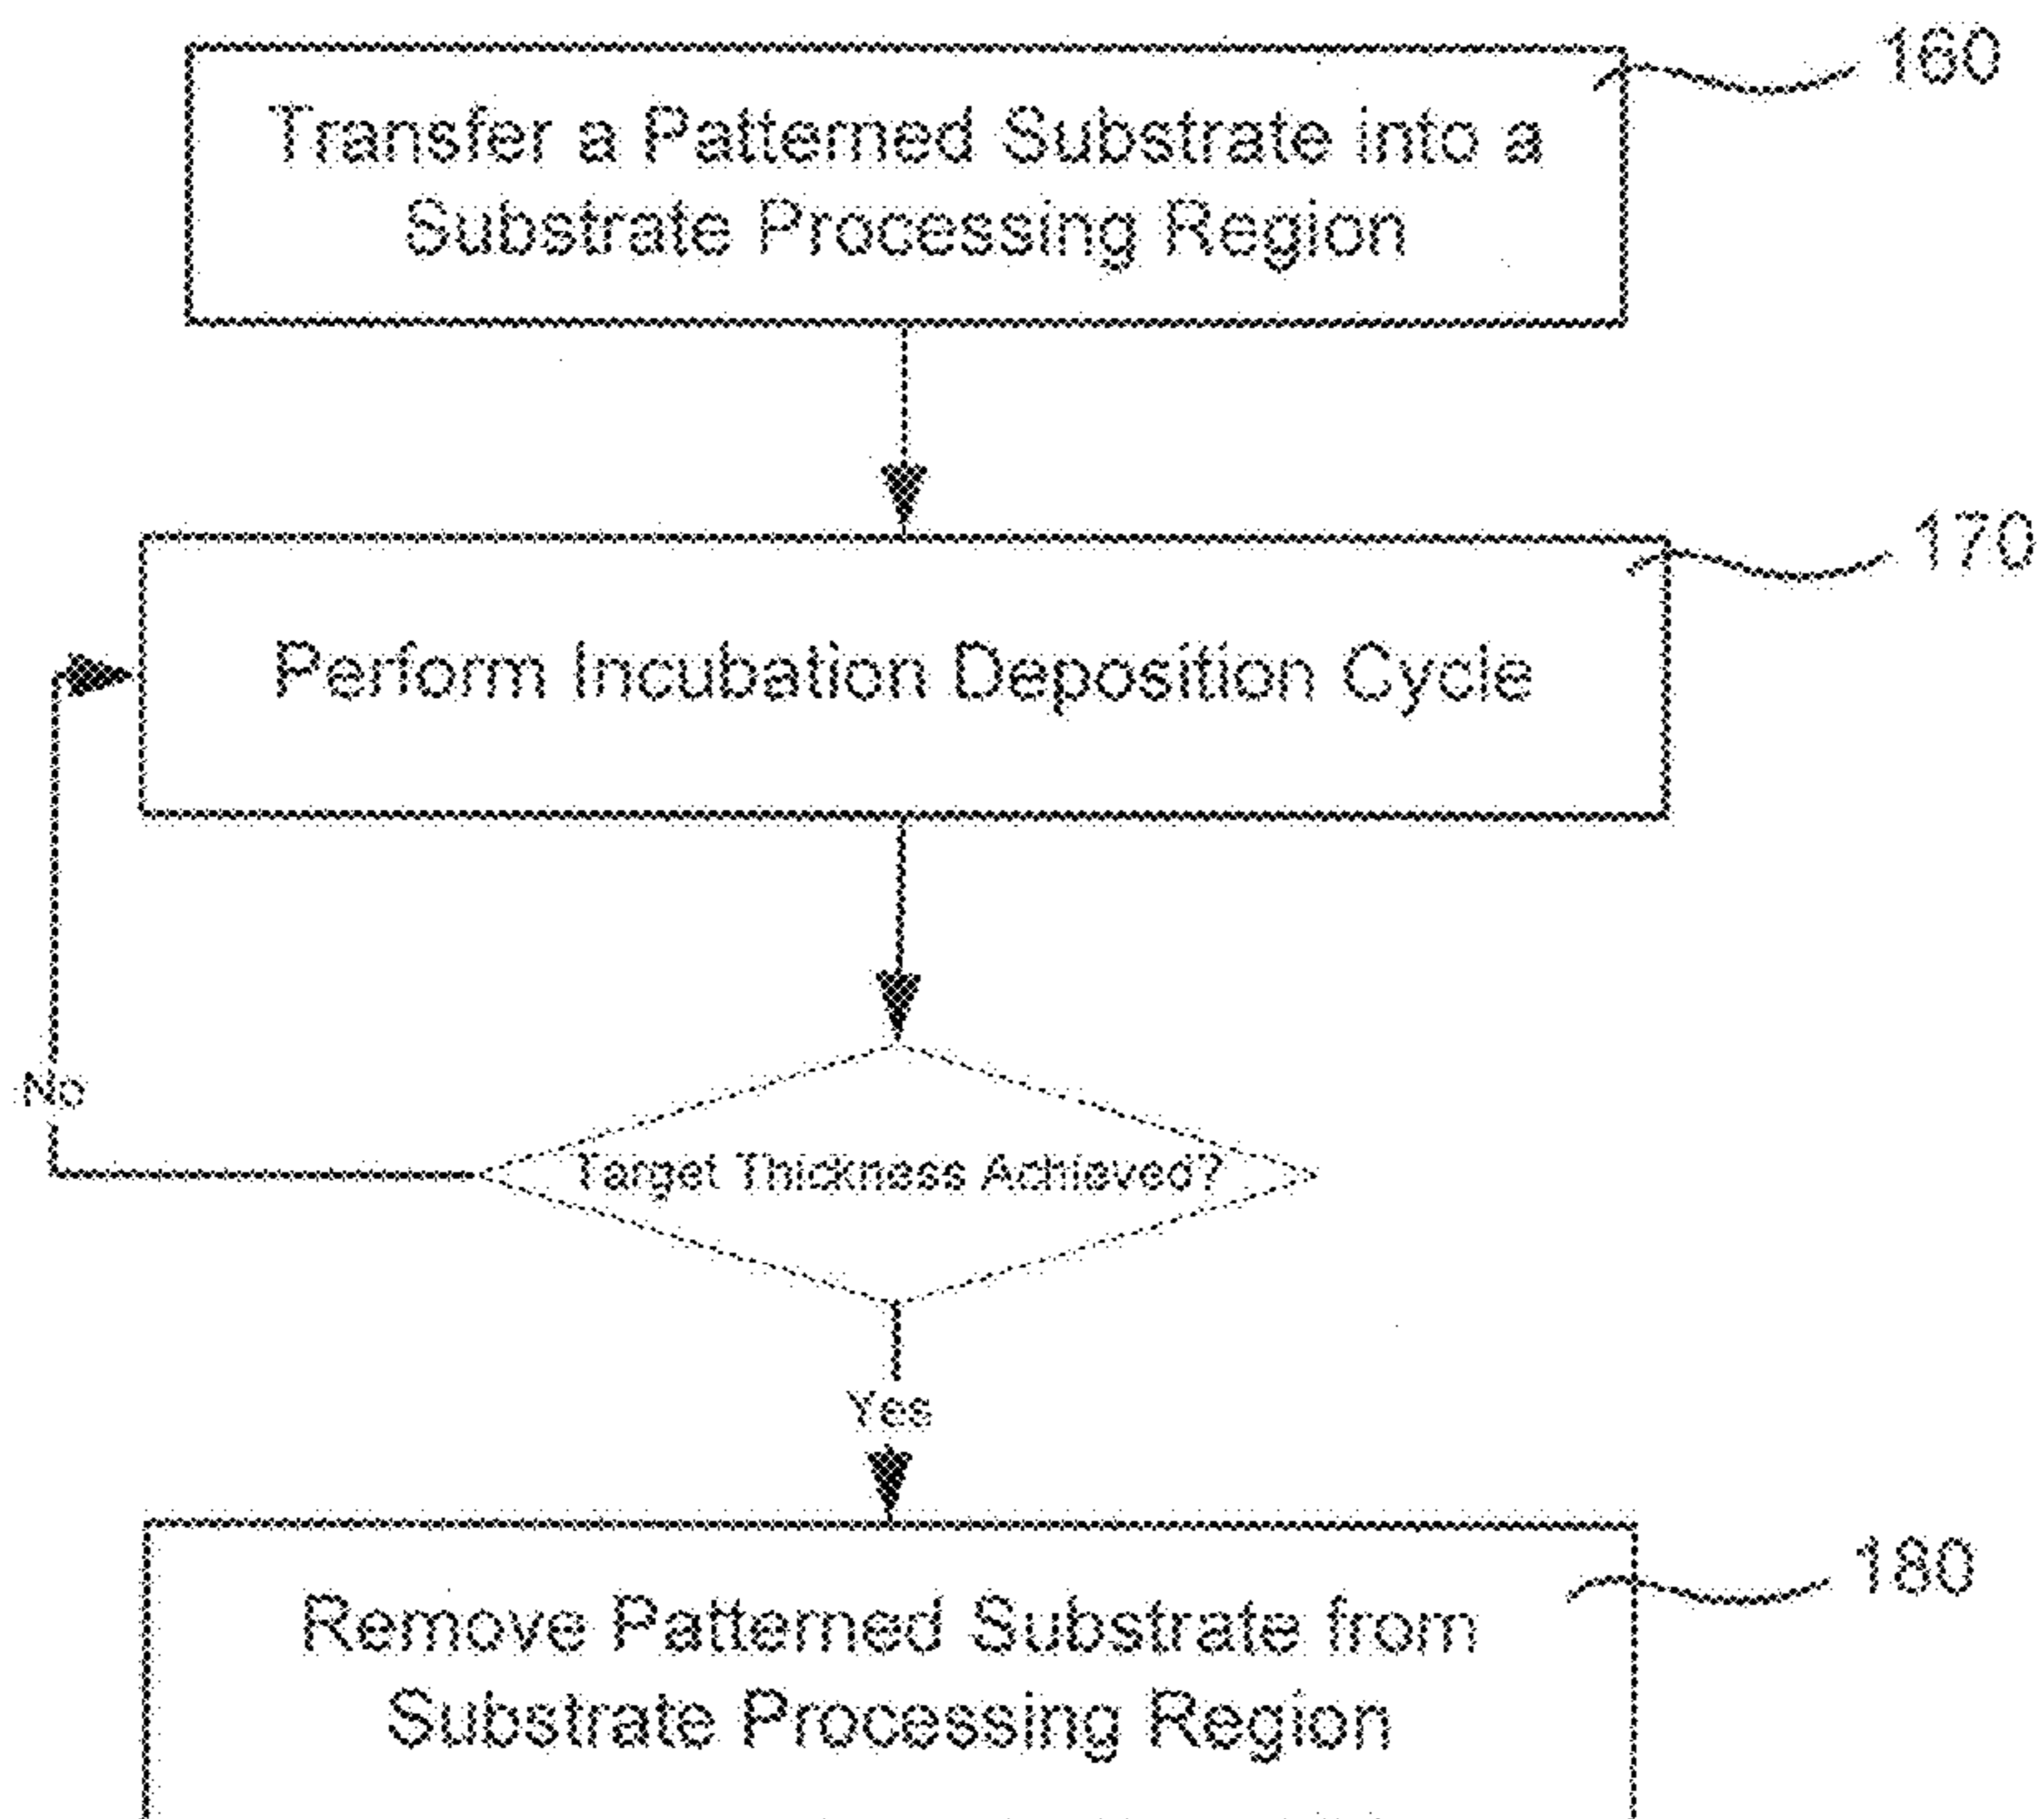 160
Transfer a Patterned Substrate into a
Substrate Processing Region
170
Perform Incubation Deposition Cycle
No
Target Thickness Achieved?
Yes
180
Remove Patterned Substrate from
Substrate Processing Region